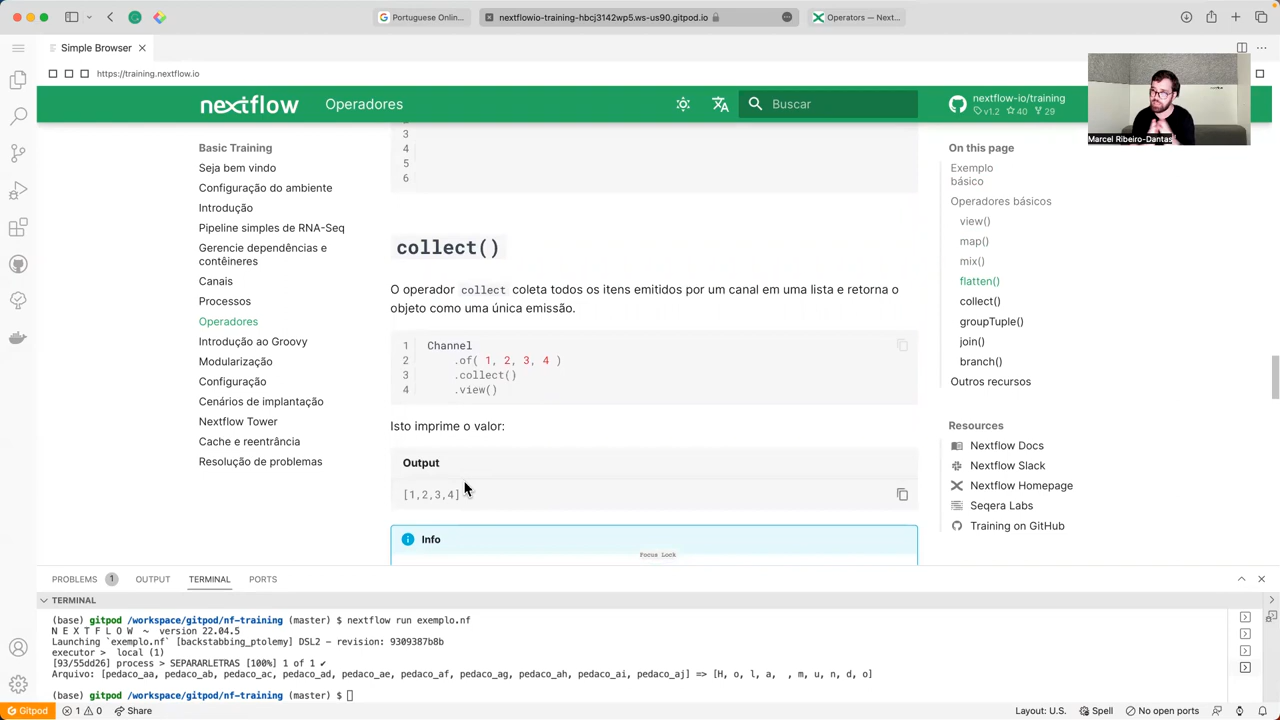 Portuguese Onlin...
nextflowio-training-hbcj3142wp5.ws-us90.gitpod.io
Operators — Next...
Simple Browser
https://training.nextflow.io
nextflow
Operadores
Buscar
nextflow-io/training
v1.2 40 29
Marcel Ribeiro-Dantas
Basic Training
Seja bem vindo
Configuração do ambiente
Introdução
Pipeline simples de RNA-Seq
Gerencie dependências e
contêineres
Canais
Processos
Operadores
Introdução ao Groovy
Modularização
Configuração
Cenários de implantação
Nextflow Tower
Cache e reentrância
Resolução de problemas
3
4
5
6
collect()
O operador collect coleta todos os itens emitidos por um canal em uma lista e retorna o
objeto como uma única emissão.
1 Channel
2 .of( 1, 2, 3, 4 )
3 .collect()
4 .view()
Isto imprime o valor:
Output
[1,2,3,4]
Info
Focus Lock
On this page
Exemplo
básico
Operadores básicos
view()
map()
mix()
flatten()
collect()
groupTuple()
join()
branch()
Outros recursos
Resources
Nextflow Docs
Nextflow Slack
Nextflow Homepage
Seqera Labs
Training on GitHub
PROBLEMS 1 OUTPUT TERMINAL PORTS
TERMINAL
(base) gitpod /workspace/gitpod/nf-training (master) $ nextflow run exemplo.nf
N E X T F L O W ~ version 22.04.5
Launching `exemplo.nf` [backstabbing_ptolemy] DSL2 - revision: 9309387b8b
executor > local (1)
[93/55dd26] process > SEPARARLETRAS [100%] 1 of 1 ✔
Arquivo: [pedaco_aa, pedaco_ab, pedaco_ac, pedaco_ad, pedaco_ae, pedaco_af, pedaco_ag, pedaco_ah, pedaco_ai, pedaco_aj] => [H, o, l, a, , m, u, n, d, o]
(base) gitpod /workspace/gitpod/nf-training (master) $
Gitpod 1 0 Share Layout: U.S. Spell No open ports